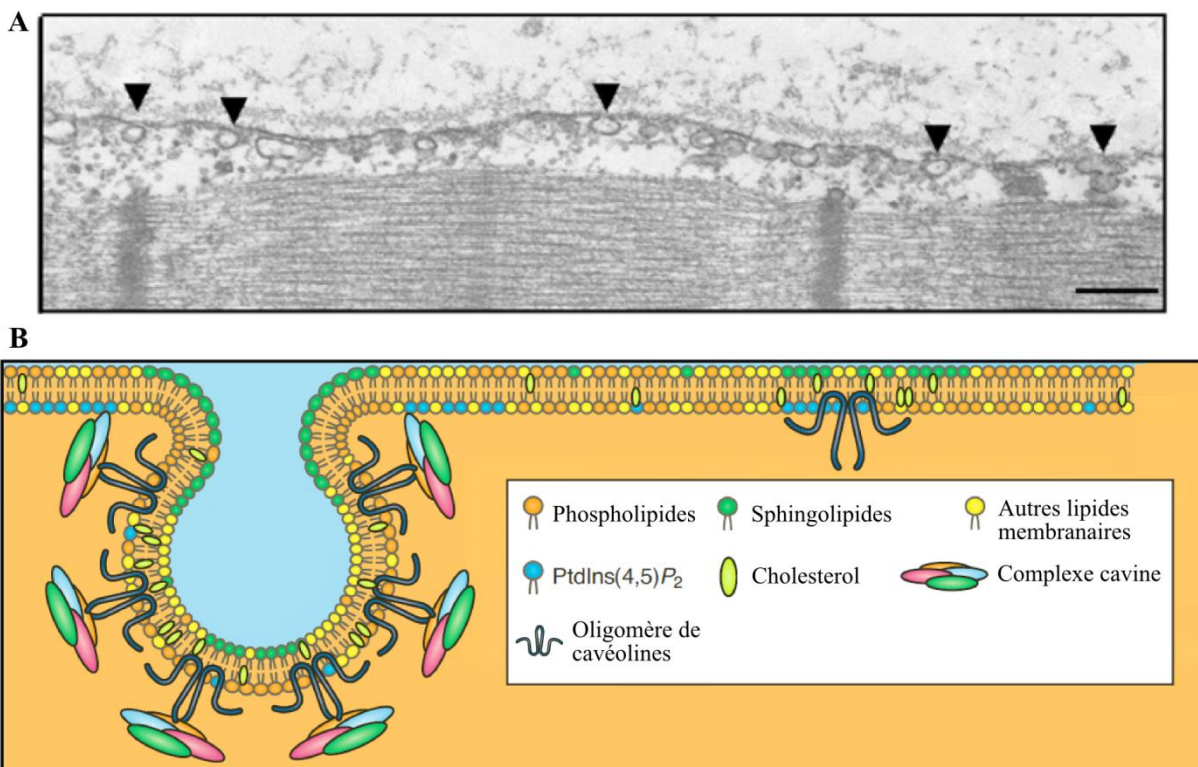 A
B
Phospholipides
Sphingolipides
Autres lipides
membranaires
PtdIns(4,5)P₂
Cholesterol
Complexe cavine
Oligomère de
cavéolines